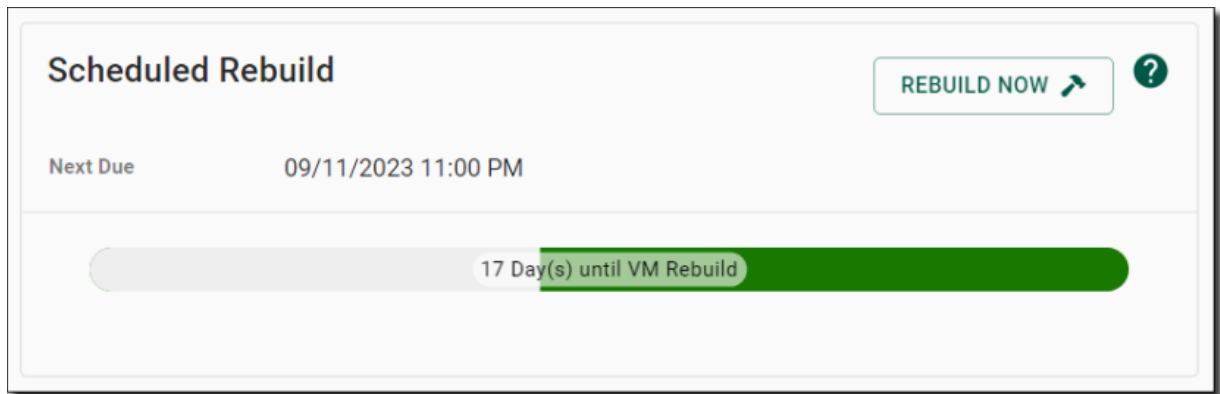 Scheduled Rebuild
REBUILD NOW
?
Next Due
09/11/2023 11:00 PM
17 Day(s) until VM Rebuild